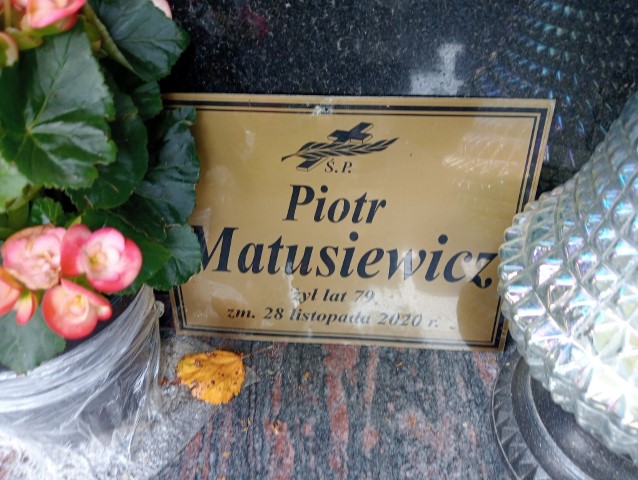 Ś.P.
Piotr
Matusiewicz
żył lat 79
zm. 28 listopada 2020 r.